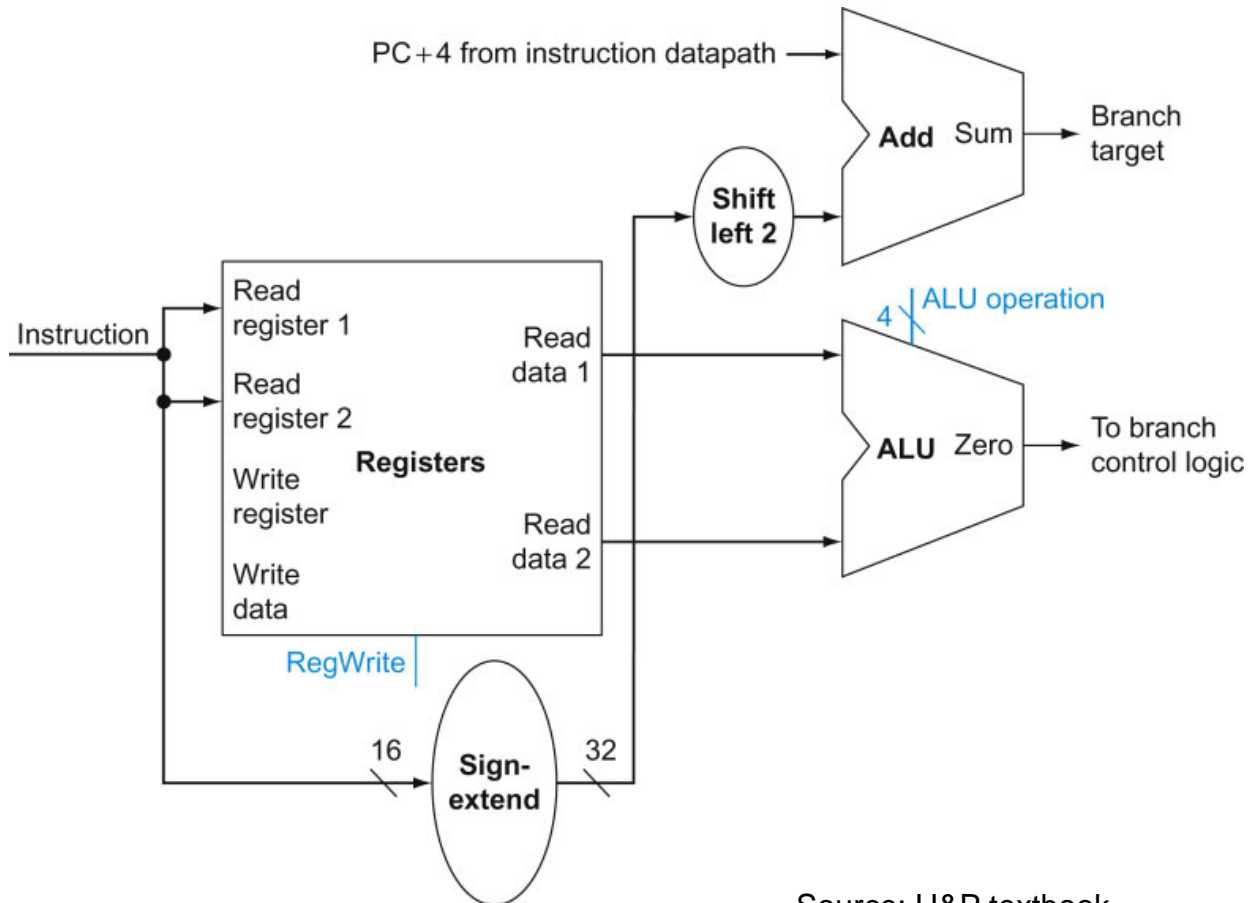 PC+4 from instruction datapath
Add Sum
Branch
target
Shift
left 2
Instruction
Read
register 1
Read
register 2
Write
register
Write
data
Registers
Read
data 1
Read
data 2
RegWrite
4
ALU operation
ALU Zero
To branch
control logic
16
Sign-
extend
32
Source: H&P textbook